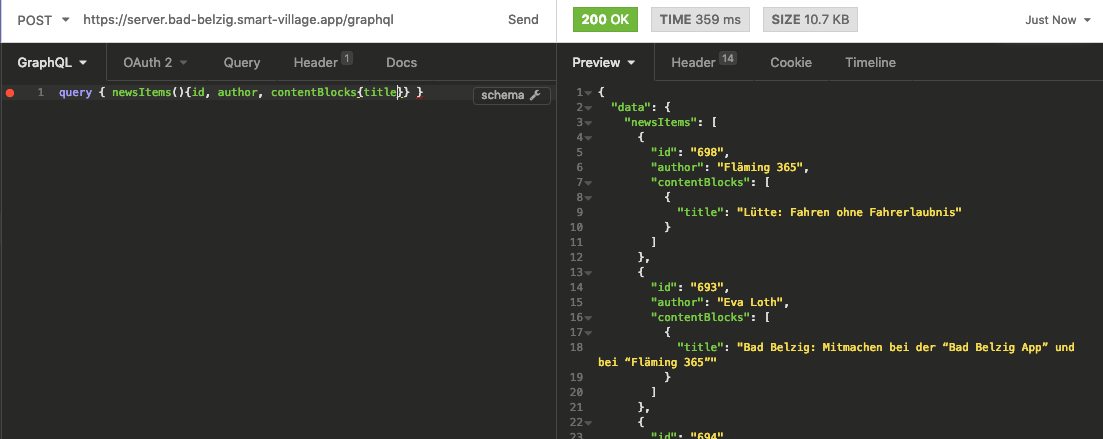 POST https://server.bad-belzig.smart-village.app/graphql Send
200 OK TIME 359 ms SIZE 10.7 KB Just Now
GraphQL OAuth 2 Query Header 1 Docs
Preview Header 14 Cookie Timeline
1 query { newsItems(){id, author, contentBlocks{title}} }
schema
1 {
2 "data": {
3 "newsItems": [
4 {
5 "id": "698",
6 "author": "Fläming 365",
7 "contentBlocks": [
8 {
9 "title": "Lütte: Fahren ohne Fahrerlaubnis"
10 }
11 ]
12 },
13 {
14 "id": "693",
15 "author": "Eva Loth",
16 "contentBlocks": [
17 {
18 "title": "Bad Belzig: Mitmachen bei der “Bad Belzig App” und
bei “Fläming 365”"
19 }
20 ]
21 },
22 {
23 "id": "694",